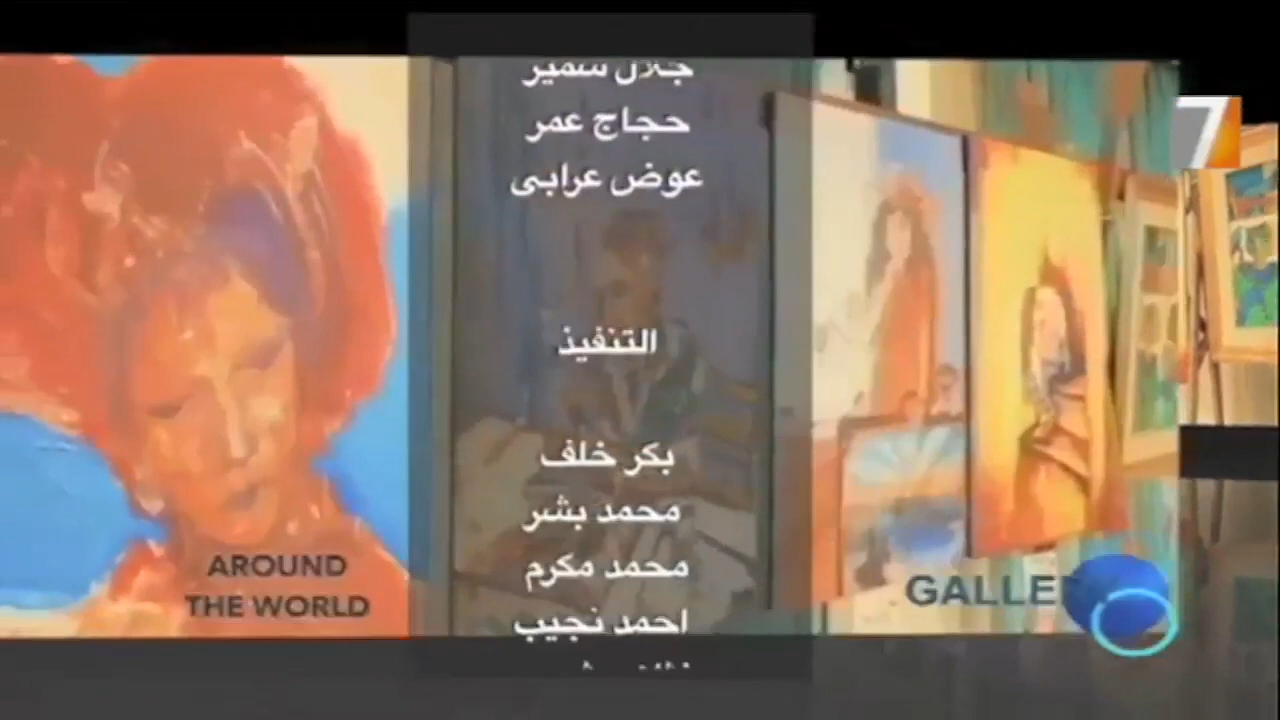 جلال سمير
حجاج عمر
عوض عرابى
التنفيذ
بكر خلف
محمد بشر
محمد مكرم
احمد نجيب
AROUND
THE WORLD
GALLE
7